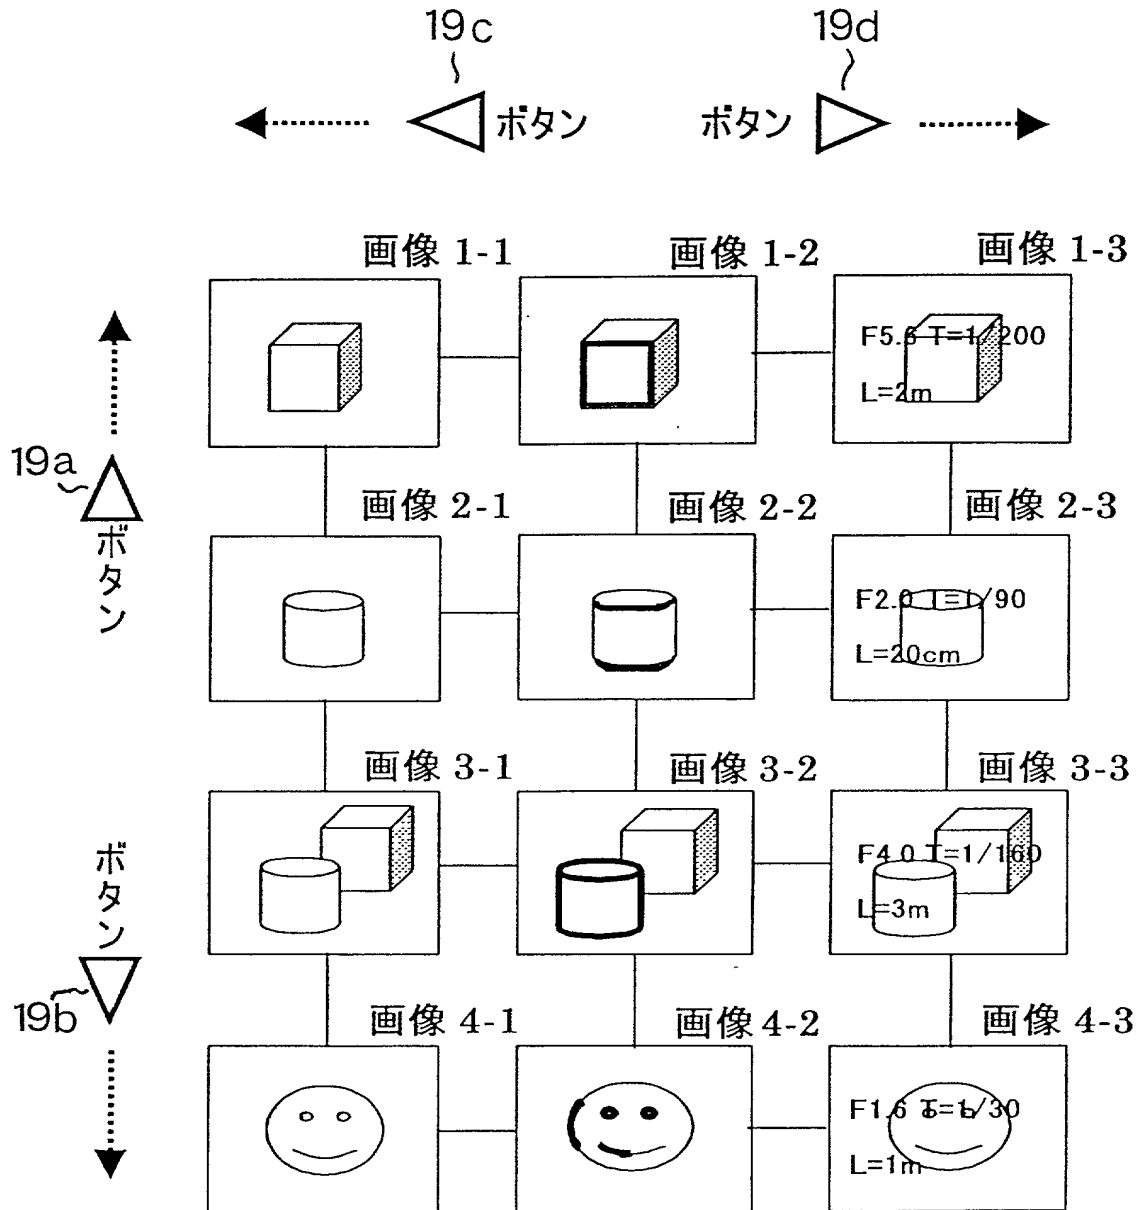 19c
19d
ボタン
ボタン
画像 1-1
画像 1-2
画像 1-3
F5.6 T=1/200
L=2m
19a
ボタン
画像 2-1
画像 2-2
画像 2-3
F2.0 T=1/90
L=20cm
画像 3-1
画像 3-2
画像 3-3
F4.0 T=1/160
L=3m
ボタン
19b
画像 4-1
画像 4-2
画像 4-3
F1.6 T=1/30
L=1m